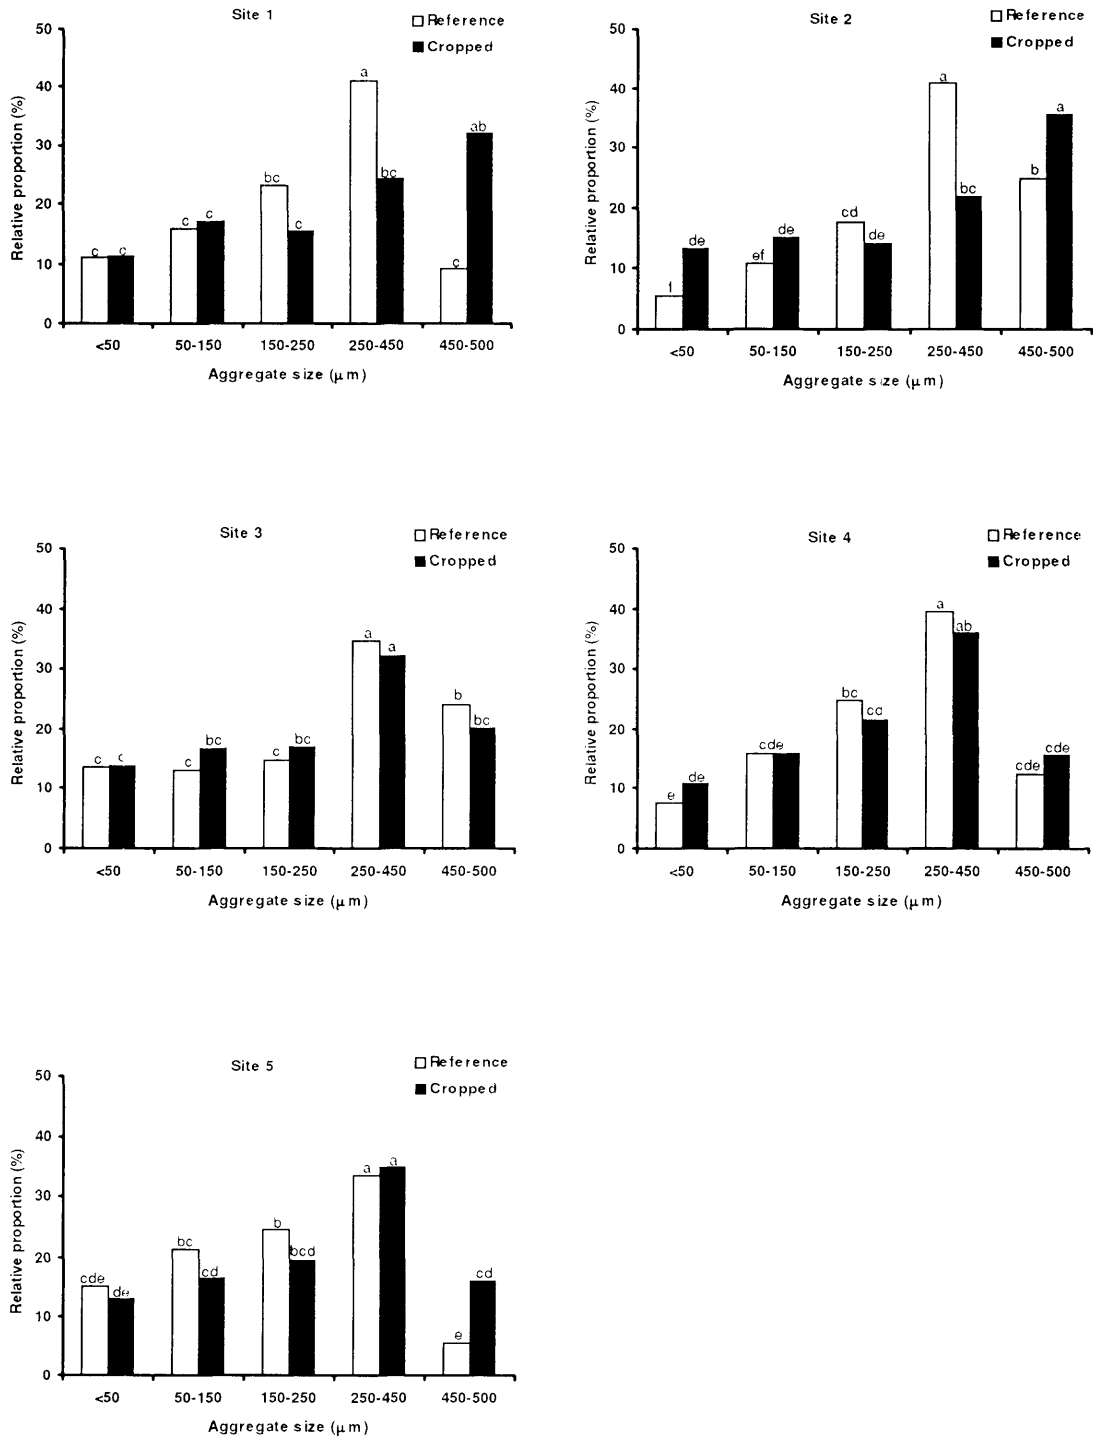 Site 1
Reference
Cropped
Relative proportion (%)
50
40
30
20
10
0
c c
c c
bc c
a bc
c ab
<50 50-150 150-250 250-450 450-500
Aggregate size (μm)
Site 2
Reference
Cropped
Relative proportion (%)
50
40
30
20
10
0
f de
ef de
cd de
a bc
b a
<50 50-150 150-250 250-450 450-500
Aggregate size (μm)
Site 3
Reference
Cropped
Relative proportion (%)
50
40
30
20
10
0
c c
c bc
c bc
a a
b bc
<50 50-150 150-250 250-450 450-500
Aggregate size (μm)
Site 4
Reference
Cropped
Relative proportion (%)
50
40
30
20
10
0
e de
cde
bc cd
a ab
cde cde
<50 50-150 150-250 250-450 450-500
Aggregate size (μm)
Site 5
Reference
Cropped
Relative proportion (%)
50
40
30
20
10
0
cde de
bc cd
b bcd
a a
e cd
<50 50-150 150-250 250-450 450-500
Aggregate size (μm)